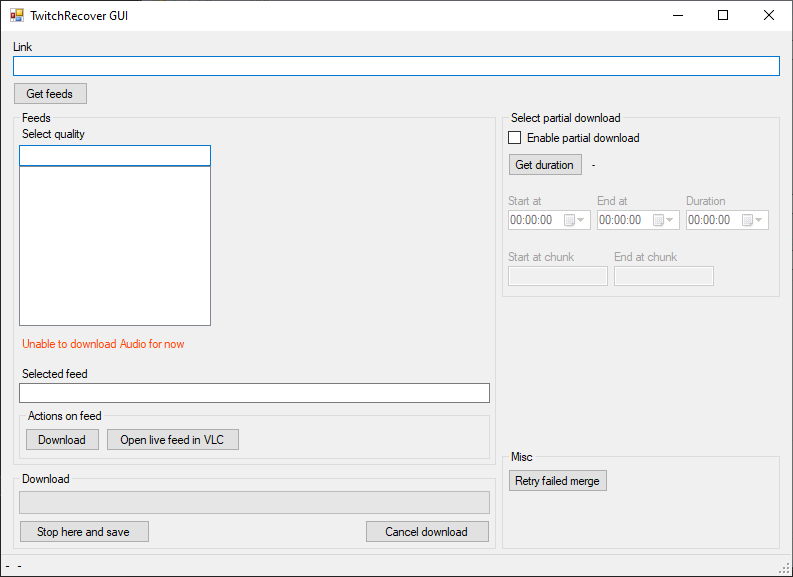 TwitchRecover GUI
Link
Get feeds
Feeds
Select quality
Unable to download Audio for now
Selected feed
Actions on feed
Download
Open live feed in VLC
Download
Stop here and save
Cancel download
Select partial download
Enable partial download
Get duration
-
Start at
End at
Duration
00:00:00
00:00:00
00:00:00
Start at chunk
End at chunk
Misc
Retry failed merge
- -